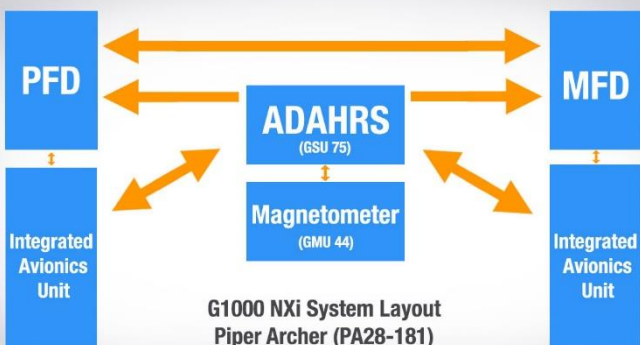 PFD
ADAHRS
(GSU 75)
MFD
Magnetometer
(GMU 44)
Integrated
Avionics
Unit
Integrated
Avionics
Unit
G1000 NXi System Layout
Piper Archer (PA28-181)